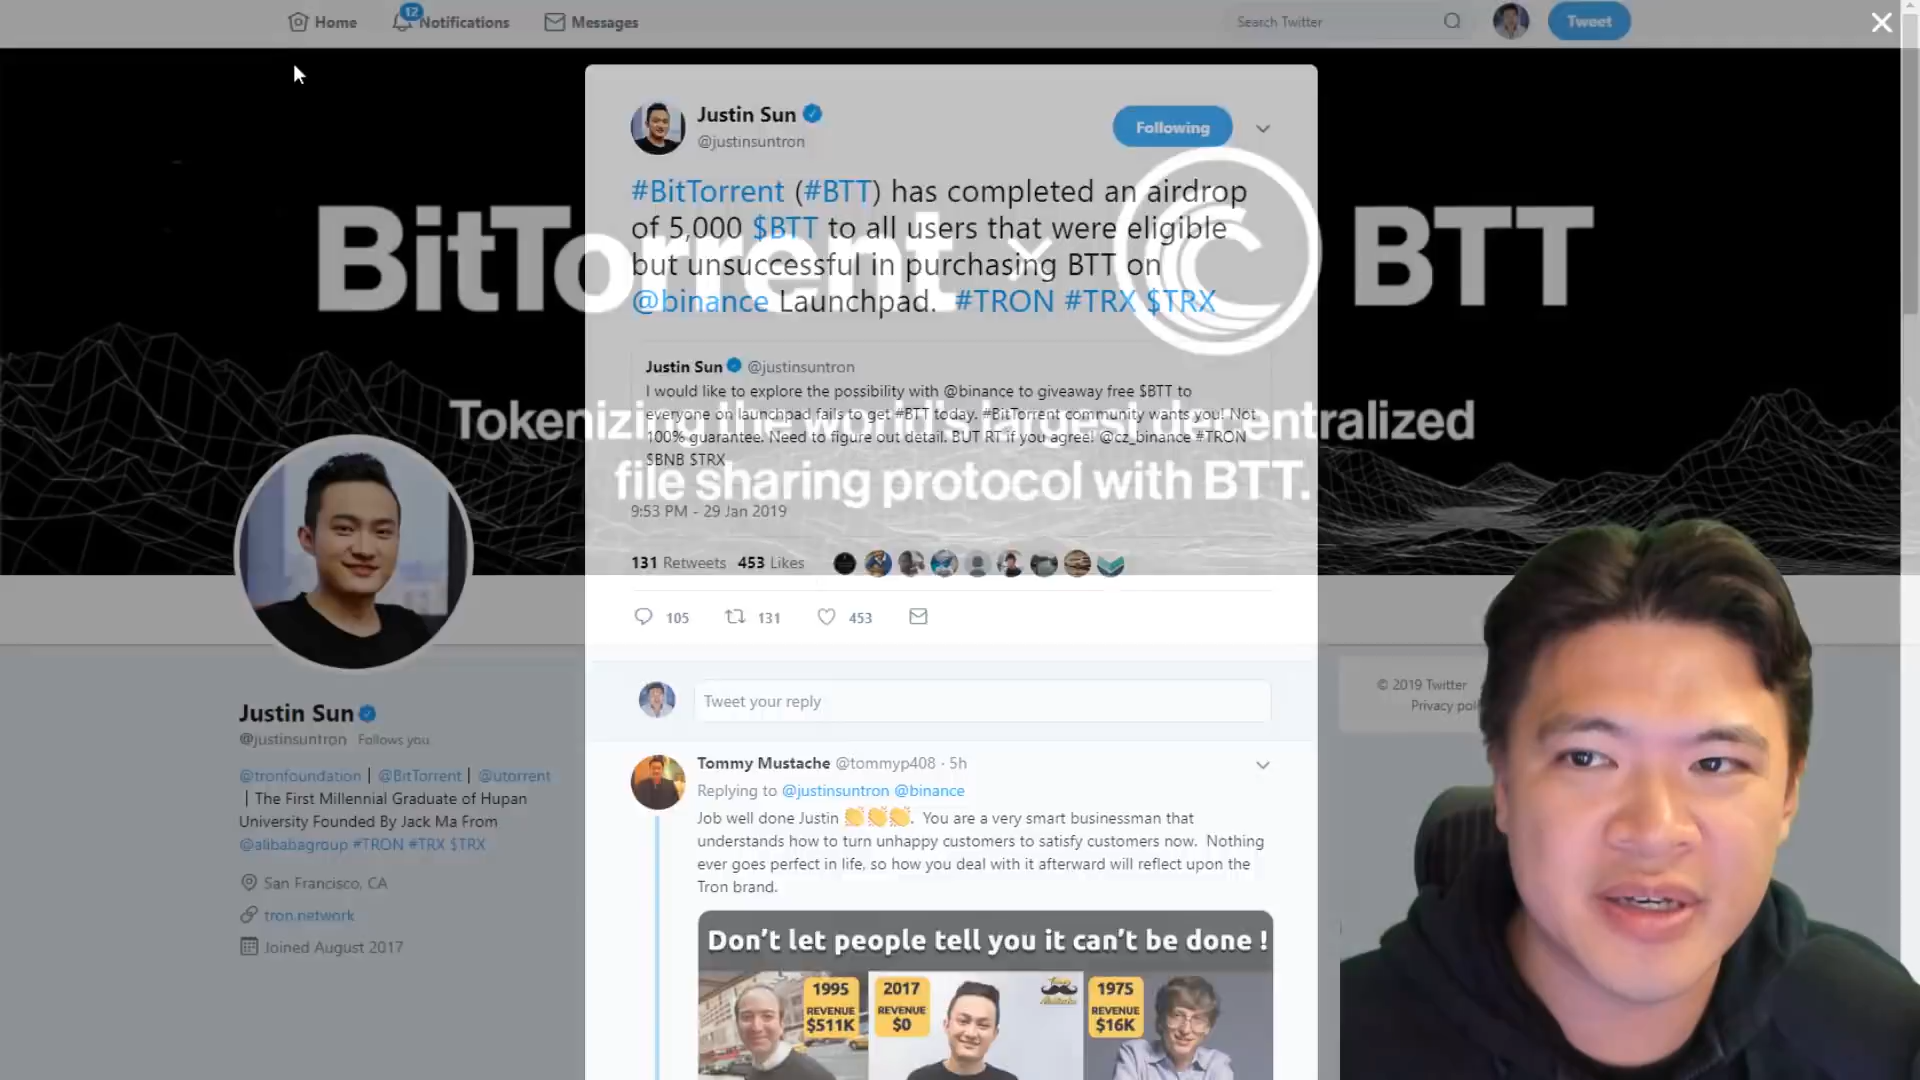 Home
12
Notifications
Messages
Search Twitter
Tweet
Justin Sun
@justinsuntron
Following
#BitTorrent (#BTT) has completed an airdrop
of 5,000 $BTT to all users that were eligible
but unsuccessful in purchasing BTT on
@binance Launchpad. #TRON #TRX $TRX
BitTorrent × BTT
Tokenizing the world's largest decentralized
file sharing protocol with BTT.
Justin Sun @justinsuntron
I would like to explore the possibility with @binance to giveaway free $BTT to
everyone on launchpad fails to get #BTT today. #BitTorrent community wants you! Not
100% guarantee. Need to figure out detail. BUT RT if you agree! @cz_binance #TRON
$BNB $TRX
9:53 PM - 29 Jan 2019
131 Retweets 453 Likes
105 131 453
Tweet your reply
Justin Sun
@justinsuntron Follows you
@tronfoundation | @BitTorrent | @utorrent
| The First Millennial Graduate of Hupan
University Founded By Jack Ma From
@alibabagroup #TRON #TRX $TRX
San Francisco, CA
tron.network
Joined August 2017
Tommy Mustache @tommyp408 · 5h
Replying to @justinsuntron @binance
Job well done Justin 👏👏👏. You are a very smart businessman that
understands how to turn unhappy customers to satisfy customers now. Nothing
ever goes perfect in life, so how you deal with it afterward will reflect upon the
Tron brand.
Don't let people tell you it can't be done !
1995
REVENUE
$511K
2017
REVENUE
$0
1975
REVENUE
$16K
© 2019 Twitter
Privacy